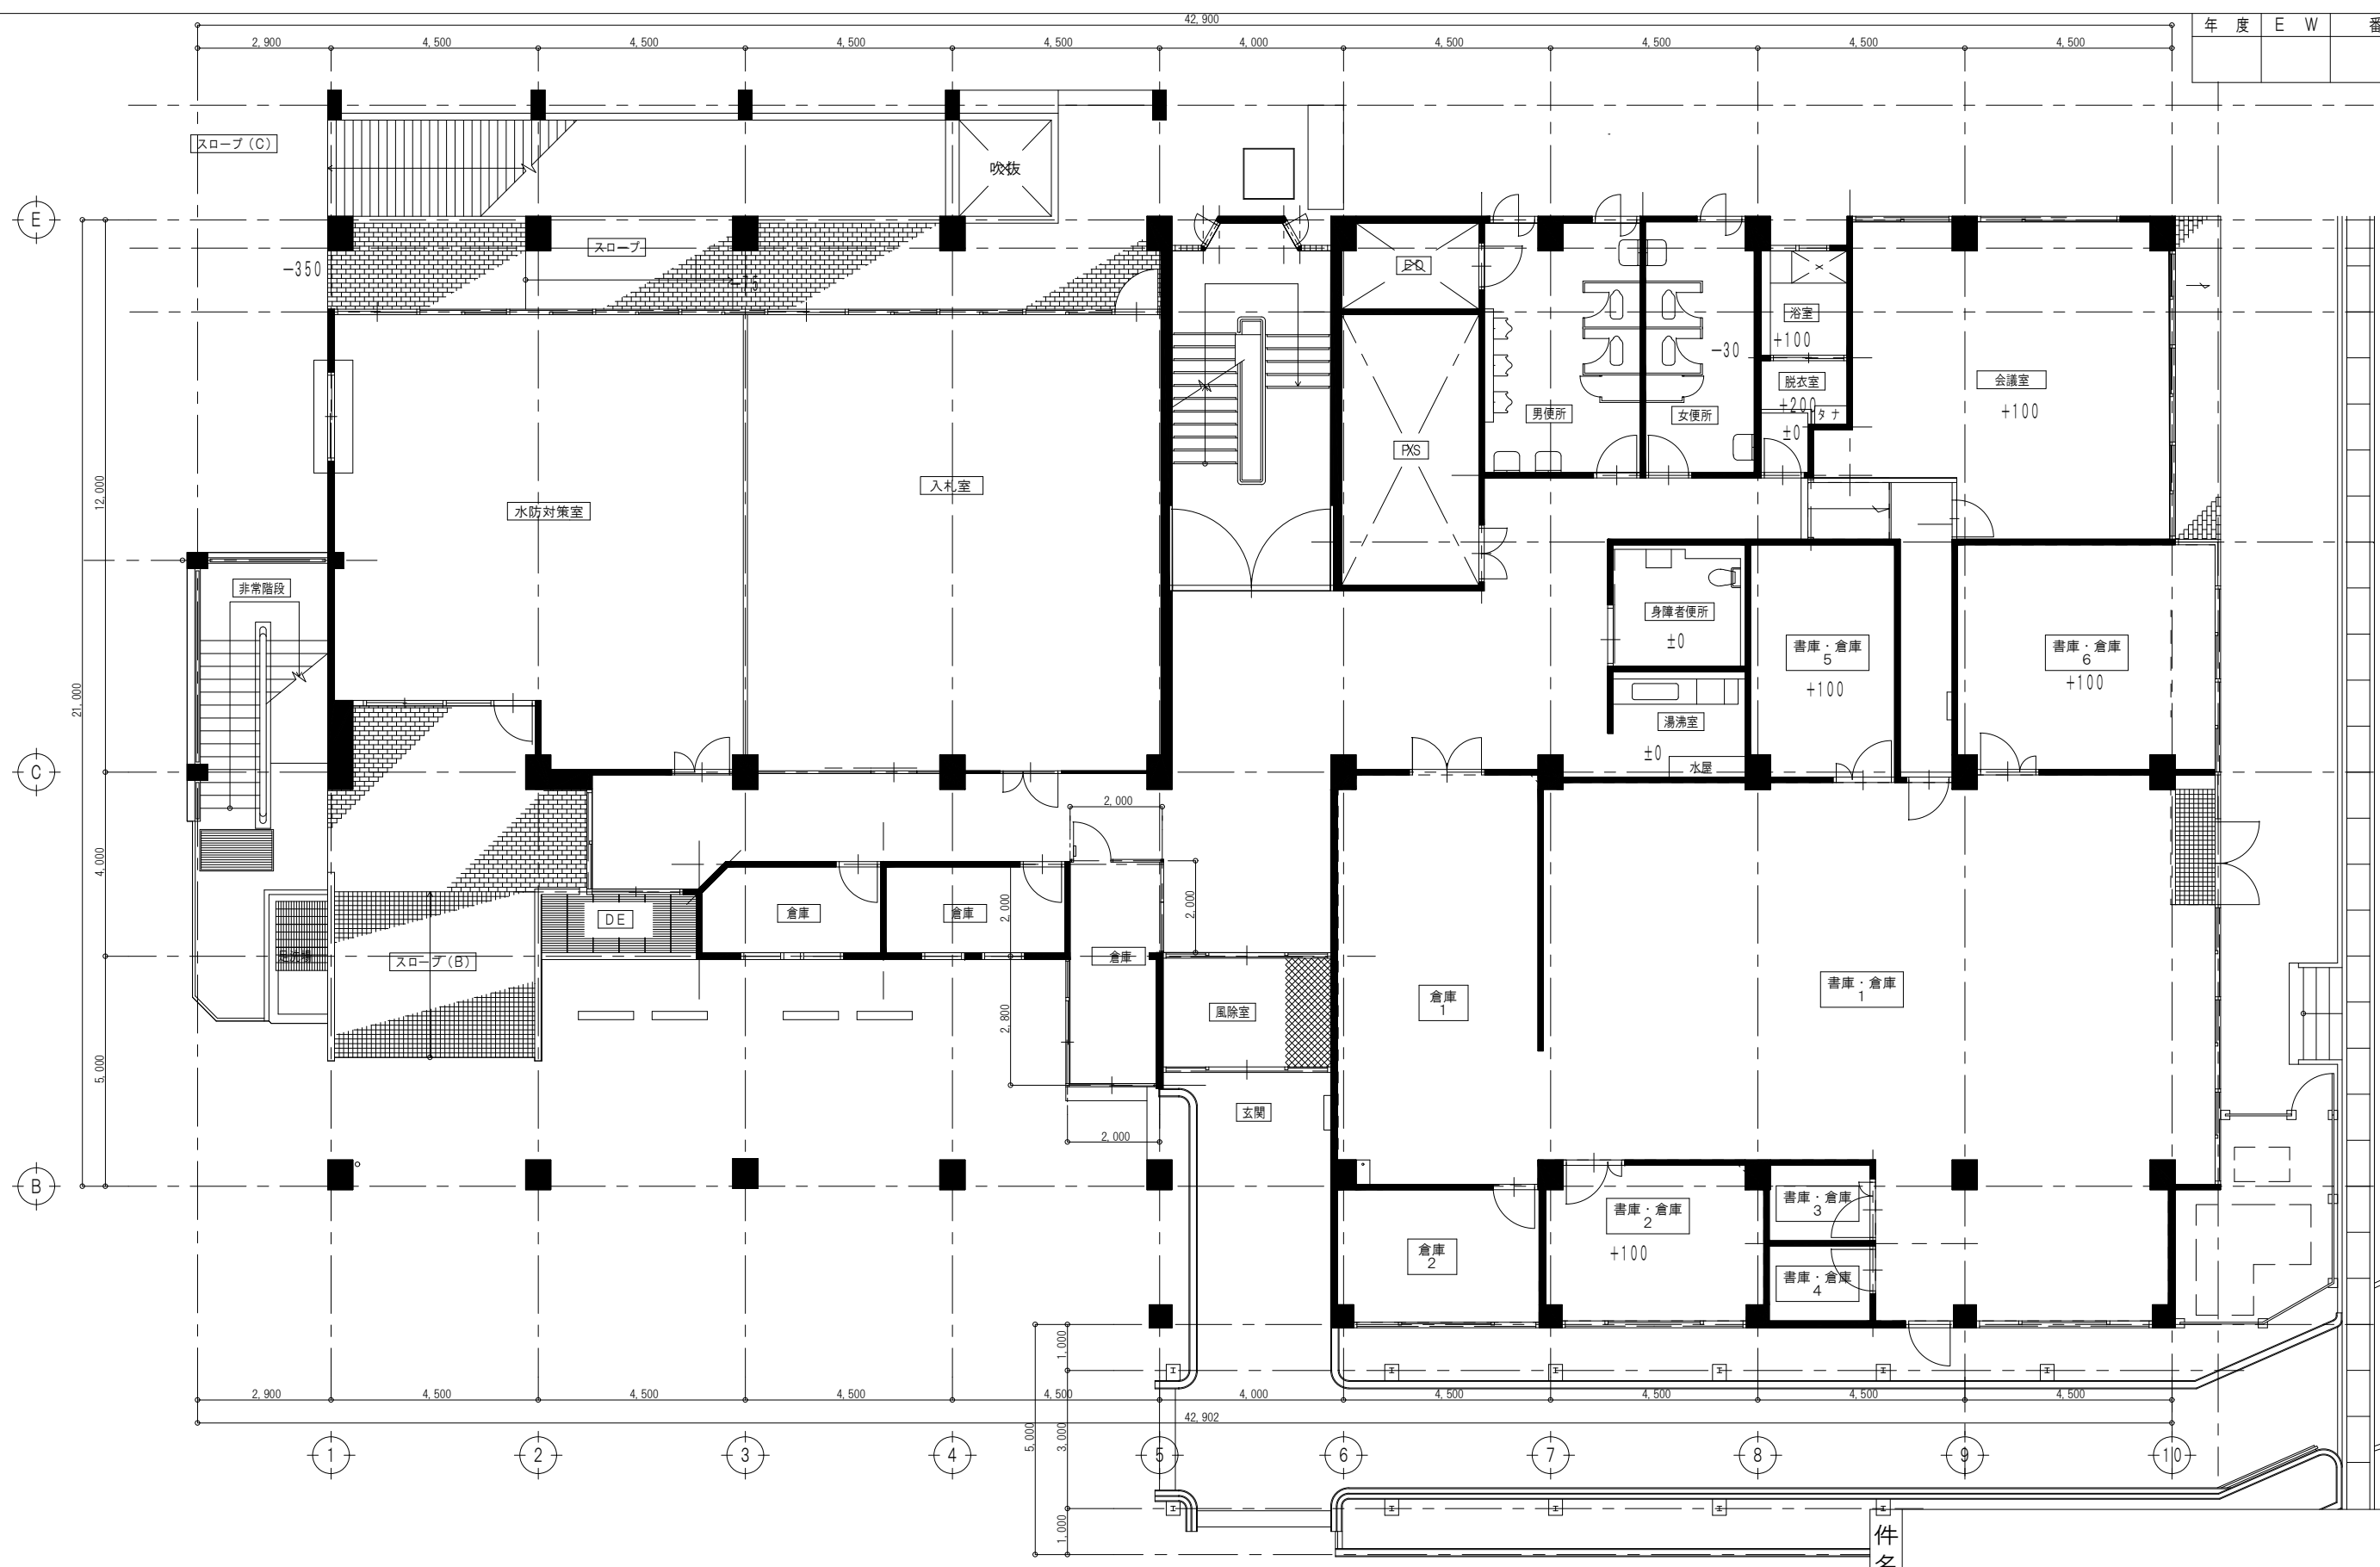 42,900
年 度 E W 番
2,900 4,500 4,500 4,500 4,500 4,000 4,500 4,500 4,500 4,500
スロープ(C)
吹抜
E
スロープ
-350
-75
浴室
+100
-30
脱衣室
+200
タナ
±0
会議室
+100
男便所
女便所
12,000
水防対策室
入札室
非常階段
身障者便所
±0
書庫・倉庫
5
+100
書庫・倉庫
6
+100
21,000
湯沸室
±0
水屋
C
2,000
4,000
DE
倉庫
倉庫
2,000
2,000
倉庫
スロープ(B)
風除室
倉庫
1
書庫・倉庫
1
2,800
5,000
玄関
2,000
B
書庫・倉庫
3
書庫・倉庫
2
+100
倉庫
2
書庫・倉庫
4
1,000
2,900 4,500 4,500 4,500 4,500 4,000 4,500 4,500 4,500 4,500
42,902
5,000
3,000
1 2 3 4 5 6 7 8 9 10
1,000
件
名